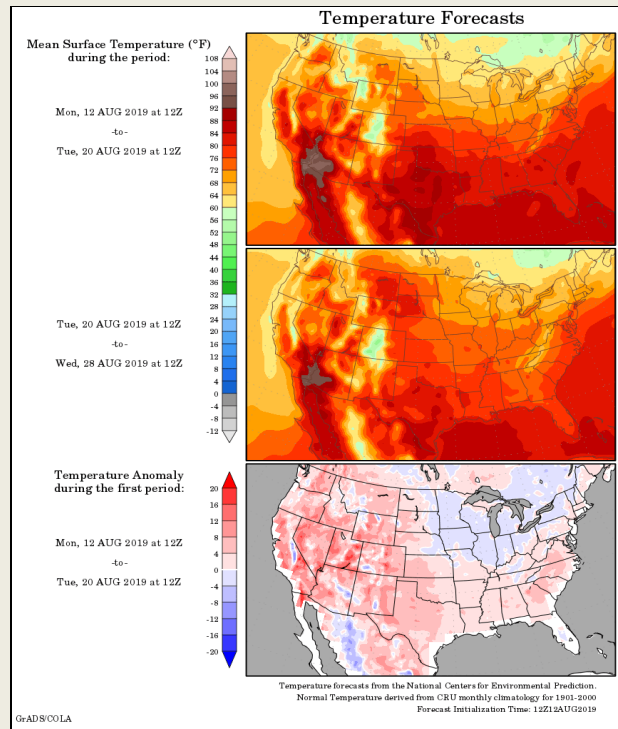 Temperature Forecasts
Mean Surface Temperature (°F)
during the period:
Mon, 12 AUG 2019 at 12Z
-to-
Tue, 20 AUG 2019 at 12Z
108
104
100
96
92
88
84
80
76
72
68
64
60
56
52
48
44
40
36
32
28
24
20
16
12
8
4
0
-4
-8
-12
Tue, 20 AUG 2019 at 12Z
-to-
Wed, 28 AUG 2019 at 12Z
Temperature Anomaly
during the first period:
Mon, 12 AUG 2019 at 12Z
-to-
Tue, 20 AUG 2019 at 12Z
20
16
12
8
4
0
-4
-8
-12
-16
-20
Temperature forecasts from the National Centers for Environmental Prediction.
Normal Temperature derived from CRU monthly climatology for 1901-2000
Forecast Initialization Time: 12Z12AUG2019
GrADS/COLA